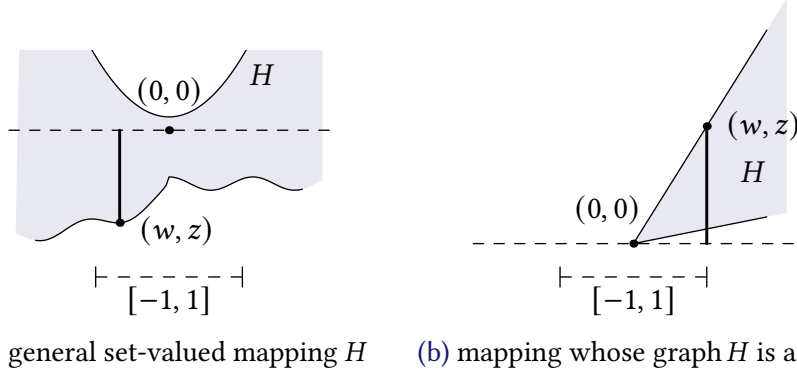 H
(0, 0)
(w, z)
[−1, 1]
general set-valued mapping H
(w, z)
H
(0, 0)
[−1, 1]
(b) mapping whose graph H is a